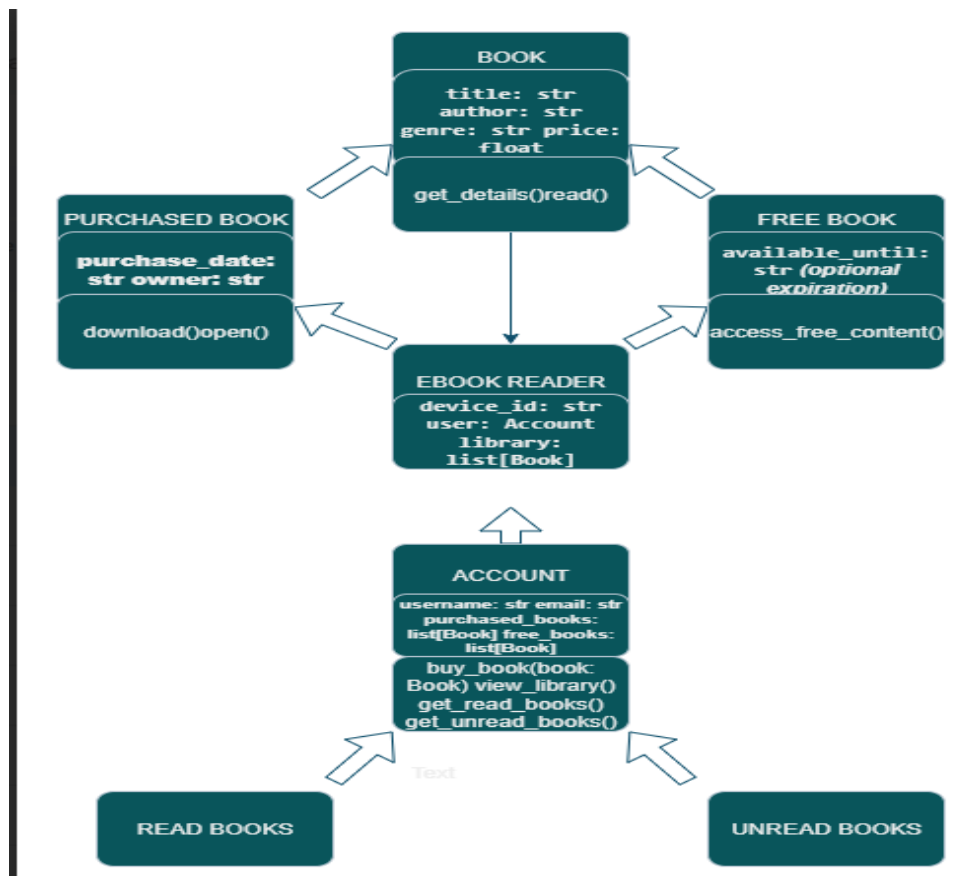 BOOK
title: str
author: str
genre: str price:
float
get_details()read()
PURCHASED BOOK
purchase_date:
str owner: str
download()open()
FREE BOOK
available_until:
str (optional
expiration)
access_free_content()
EBOOK READER
device_id: str
user: Account
library:
list[Book]
ACCOUNT
username: str email: str
purchased_books:
list[Book] free_books:
list[Book]
buy_book(book:
Book) view_library()
get_read_books()
get_unread_books()
Text
READ BOOKS
UNREAD BOOKS